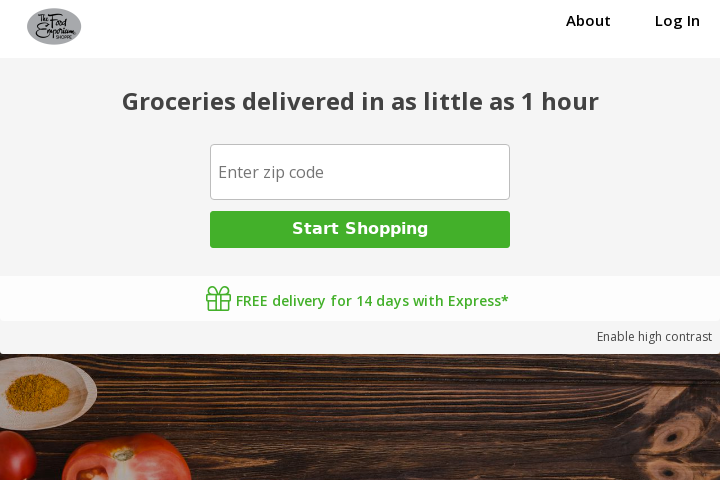 The Food
Emporium
SHOPPE
About
Log In
Groceries delivered in as little as 1 hour
Enter zip code
Start Shopping
FREE delivery for 14 days with Express*
Enable high contrast